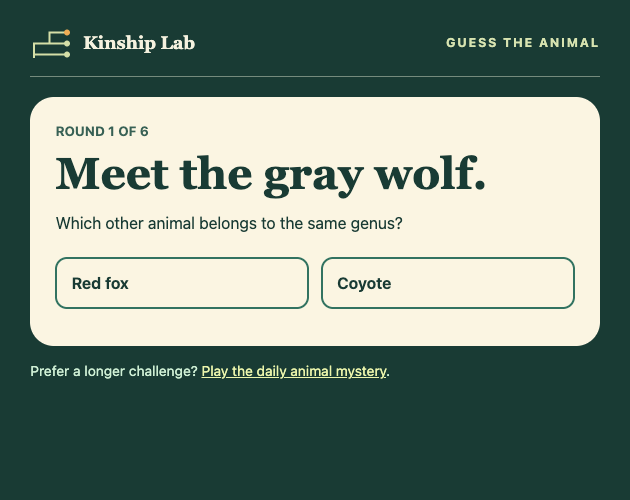 Kinship Lab
GUESS THE ANIMAL
ROUND 1 OF 6
Meet the gray wolf.
Which other animal belongs to the same genus?
Red fox
Coyote
Prefer a longer challenge? Play the daily animal mystery.